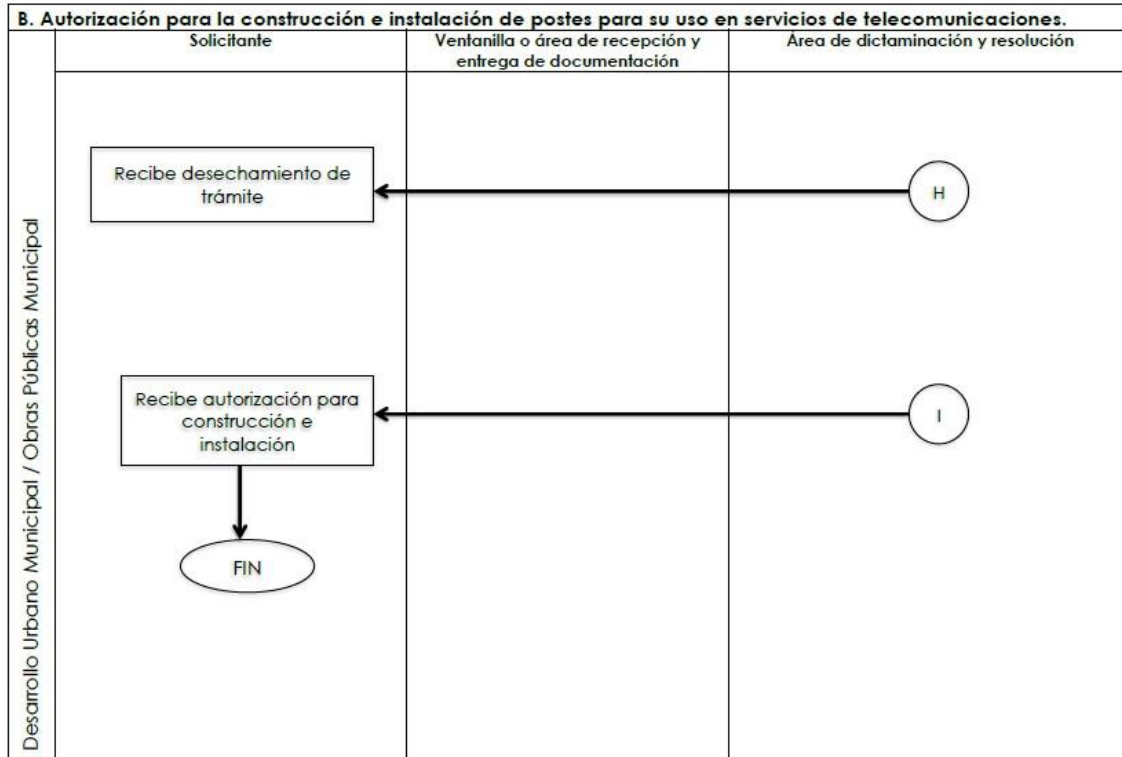 B. Autorización para la construcción e instalación de postes para su uso en servicios de telecomunicaciones.
Solicitante
Ventanilla o área de recepción y
entrega de documentación
Área de dictaminación y resolución
Desarrollo Urbano Municipal / Obras Públicas Municipal
Recibe desechamiento de
trámite
H
Recibe autorización para
construcción e
instalación
I
FIN